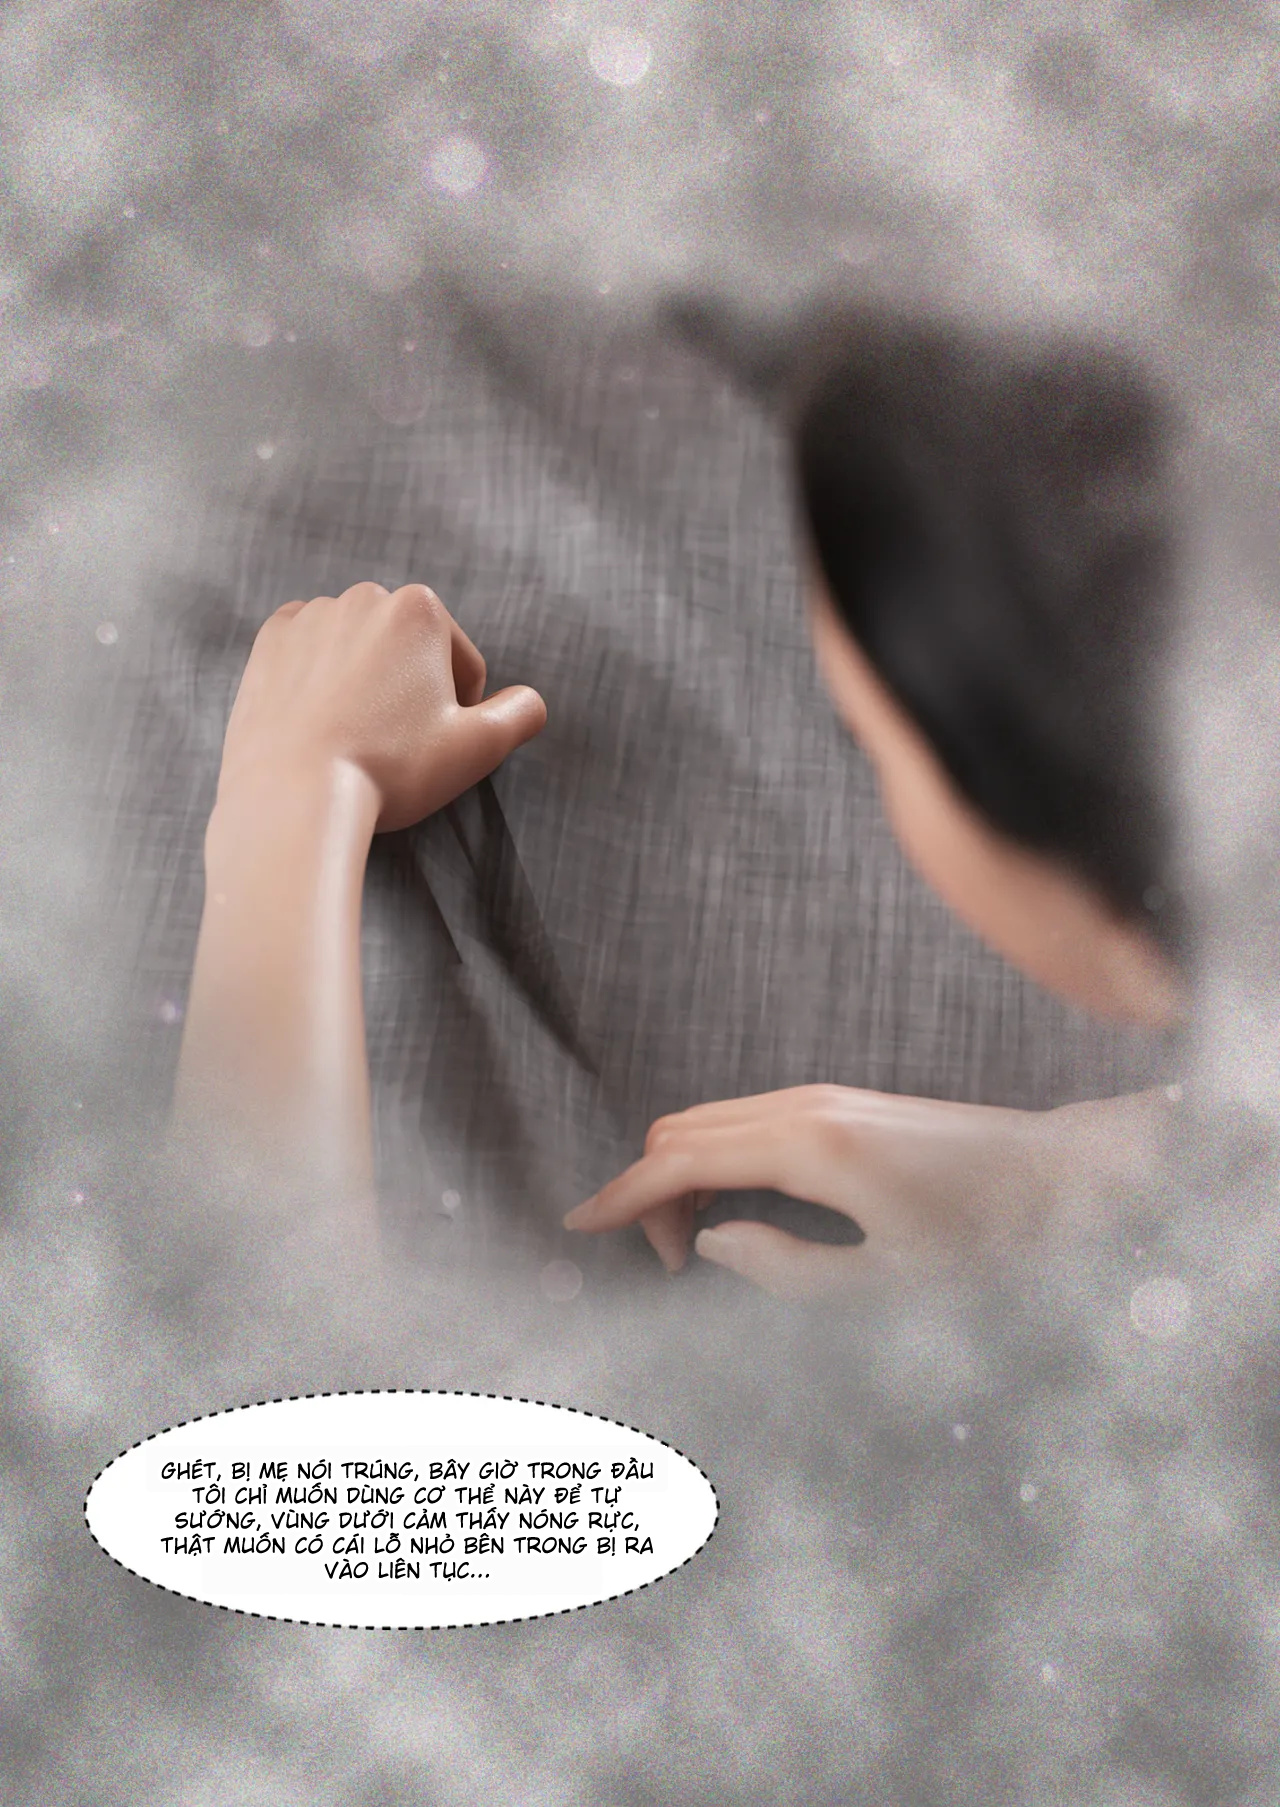 GHÉT, BỊ MẸ NÓI TRÚNG, BÂY GIỜ TRONG ĐẦU
TÔI CHỈ MUỐN DÙNG CƠ THỂ NÀY ĐỂ TỰ
SƯỚNG, VÙNG DƯỚI CẢM THẤY NÓNG RỰC,
THẬT MUỐN CÓ CÁI LỖ NHỎ BÊN TRONG BỊ RA
VÀO LIÊN TỤC...